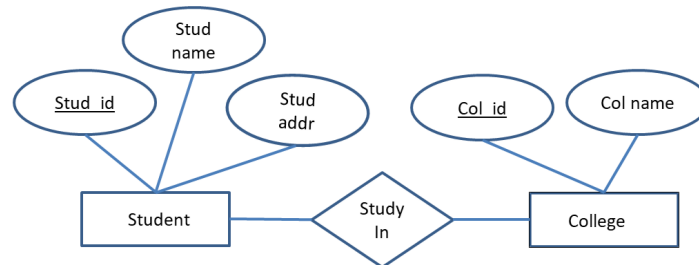 Stud
name
Stud_id
Stud
addr
Col_id
Col name
Student
Study
In
College